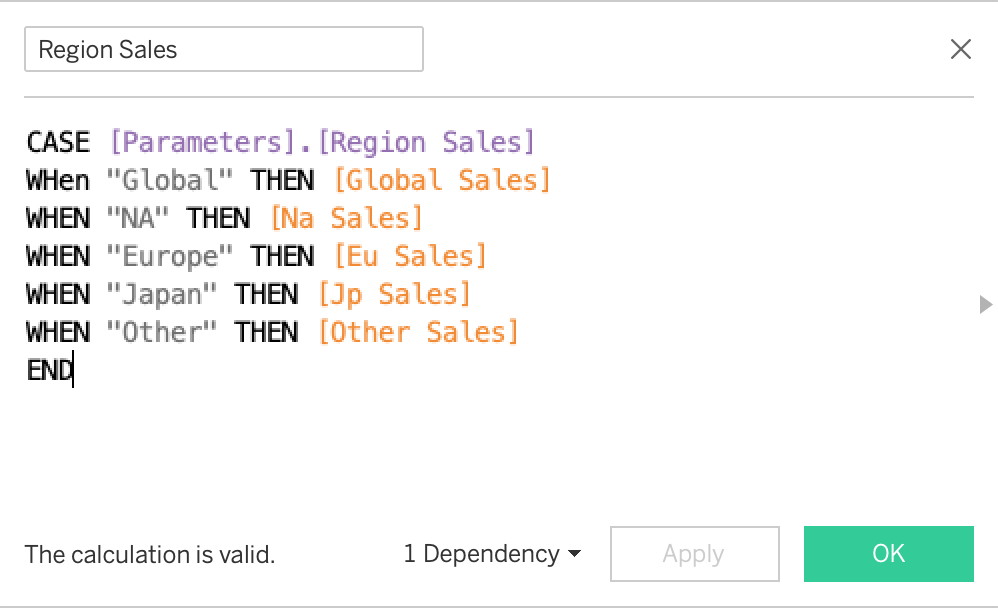 Region Sales
CASE [Parameters].[Region Sales]
WHen "Global" THEN [Global Sales]
WHEN "NA" THEN [Na Sales]
WHEN "Europe" THEN [Eu Sales]
WHEN "Japan" THEN [Jp Sales]
WHEN "Other" THEN [Other Sales]
END
The calculation is valid. 1 Dependency Apply OK